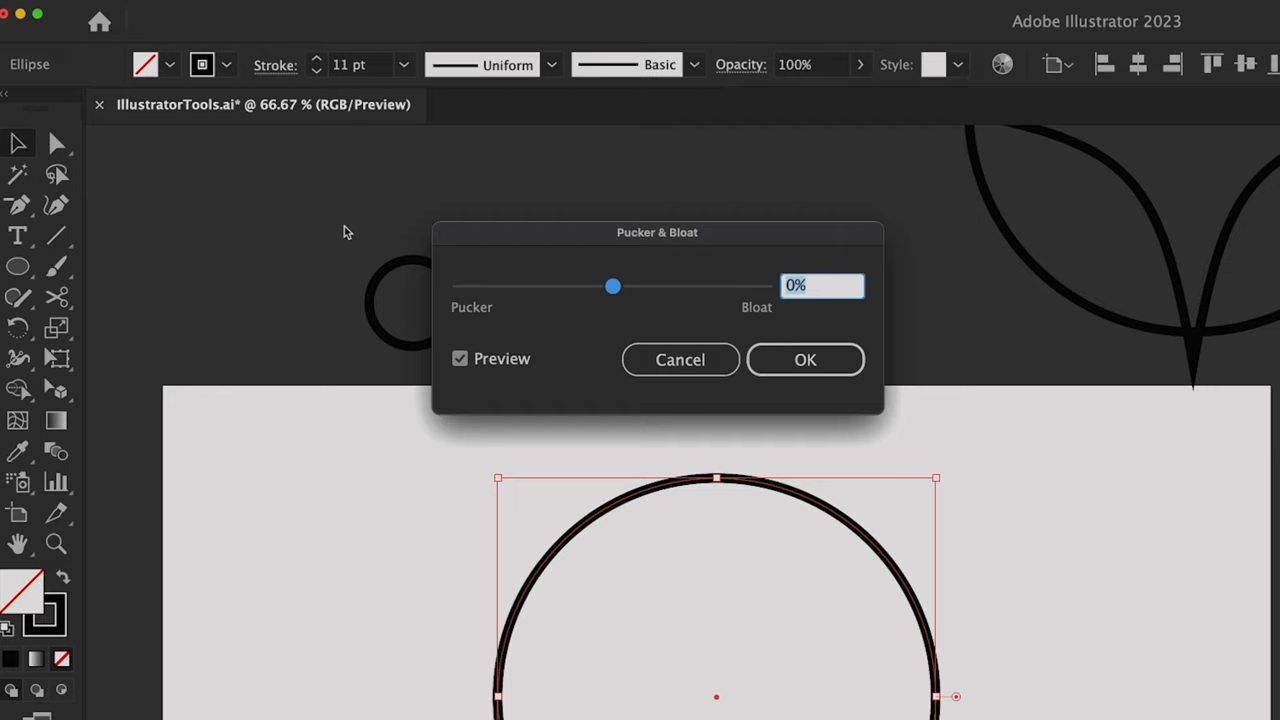 Adobe Illustrator 2023
Ellipse
Stroke: 11 pt Uniform Basic Opacity: 100% Style:
IllustratorTools.ai* @ 66.67 % (RGB/Preview)
Pucker & Bloat
0%
Pucker Bloat
Preview Cancel OK